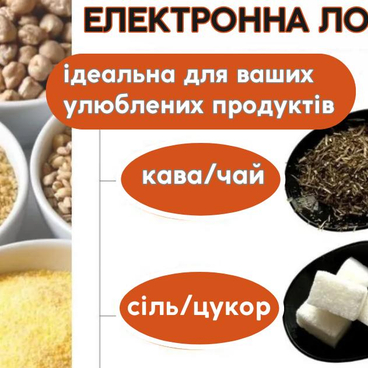 ЕЛЕКТРОННА ЛО
ідеальна для ваших
улюблених продуктів
кава/чай
сіль/цукор